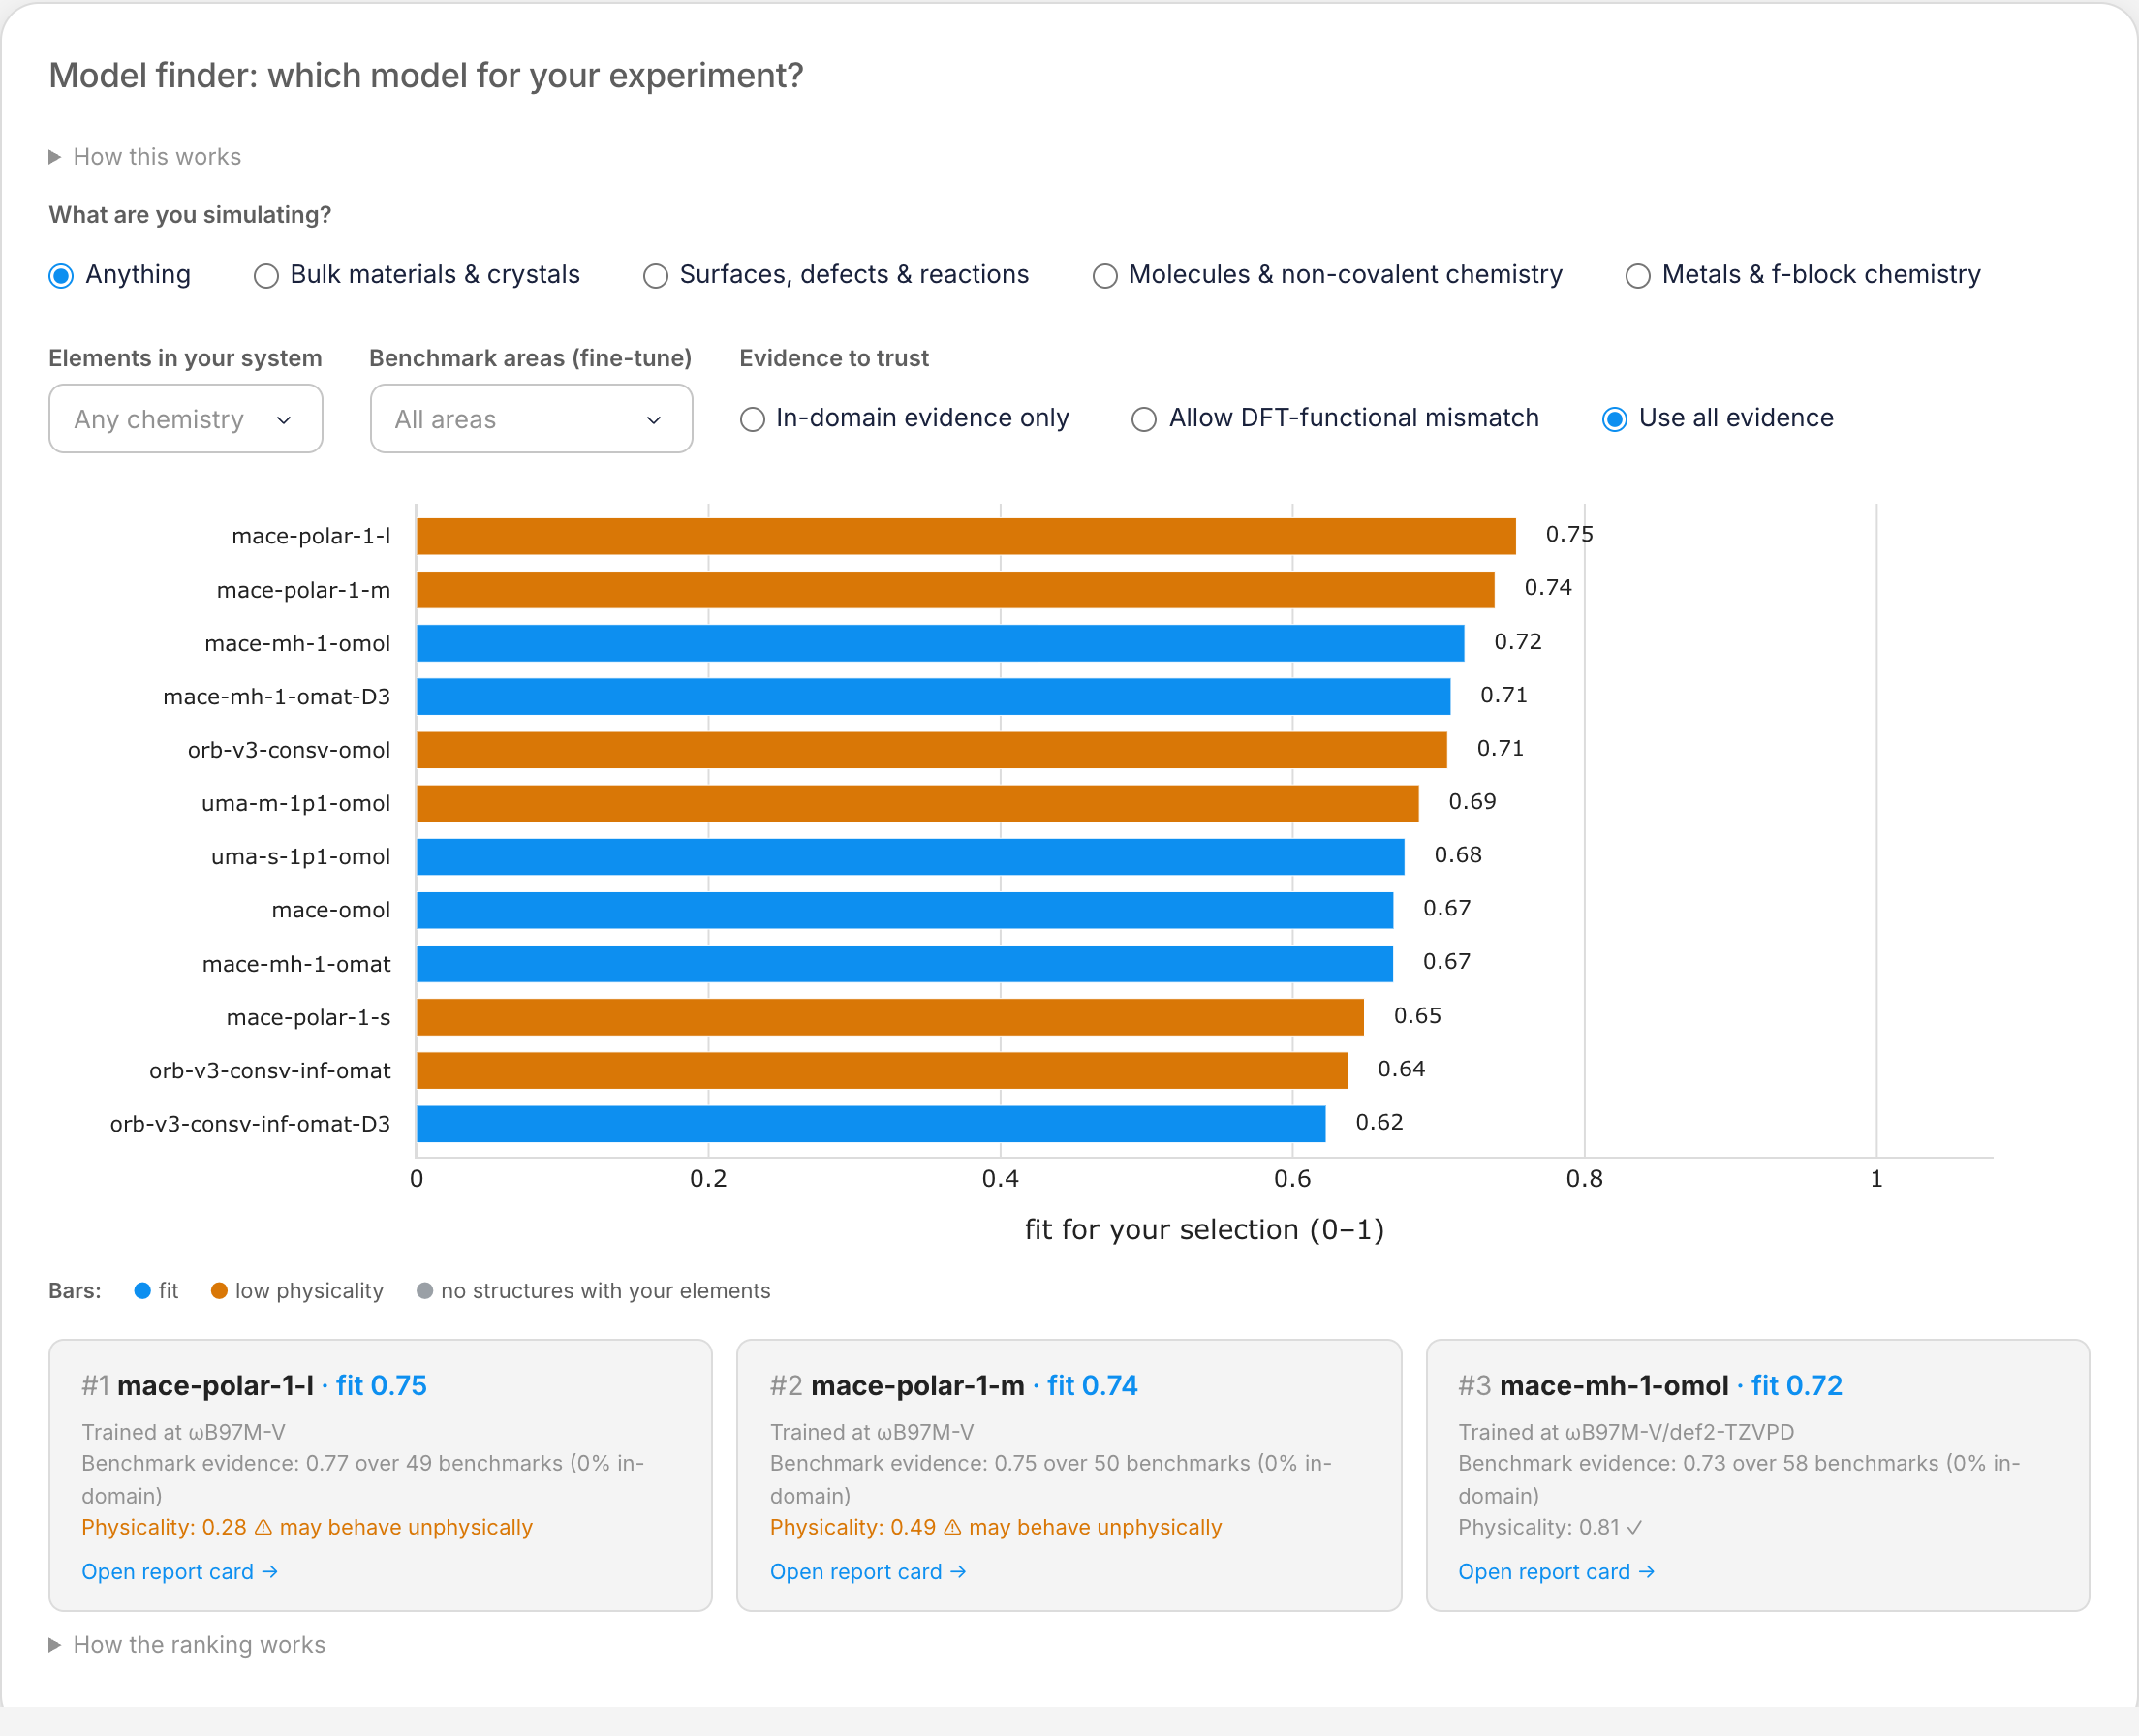 Model finder: which model for your experiment?
▶ How this works
What are you simulating?
Anything
Bulk materials & crystals
Surfaces, defects & reactions
Molecules & non-covalent chemistry
Metals & f-block chemistry
Elements in your system
Benchmark areas (fine-tune)
Evidence to trust
Any chemistry
All areas
In-domain evidence only
Allow DFT-functional mismatch
Use all evidence
mace-polar-1-l 0.75
mace-polar-1-m 0.74
mace-mh-1-omol 0.72
mace-mh-1-omat-D3 0.71
orb-v3-consv-omol 0.71
uma-m-1p1-omol 0.69
uma-s-1p1-omol 0.68
mace-omol 0.67
mace-mh-1-omat 0.67
mace-polar-1-s 0.65
orb-v3-consv-inf-omat 0.64
orb-v3-consv-inf-omat-D3 0.62
0 0.2 0.4 0.6 0.8 1
fit for your selection (0–1)
Bars: fit low physicality no structures with your elements
#1 mace-polar-1-l · fit 0.75
Trained at ωB97M-V
Benchmark evidence: 0.77 over 49 benchmarks (0% in-
domain)
Physicality: 0.28 ⚠ may behave unphysically
Open report card →
#2 mace-polar-1-m · fit 0.74
Trained at ωB97M-V
Benchmark evidence: 0.75 over 50 benchmarks (0% in-
domain)
Physicality: 0.49 ⚠ may behave unphysically
Open report card →
#3 mace-mh-1-omol · fit 0.72
Trained at ωB97M-V/def2-TZVPD
Benchmark evidence: 0.73 over 58 benchmarks (0% in-
domain)
Physicality: 0.81 ✓
Open report card →
▶ How the ranking works